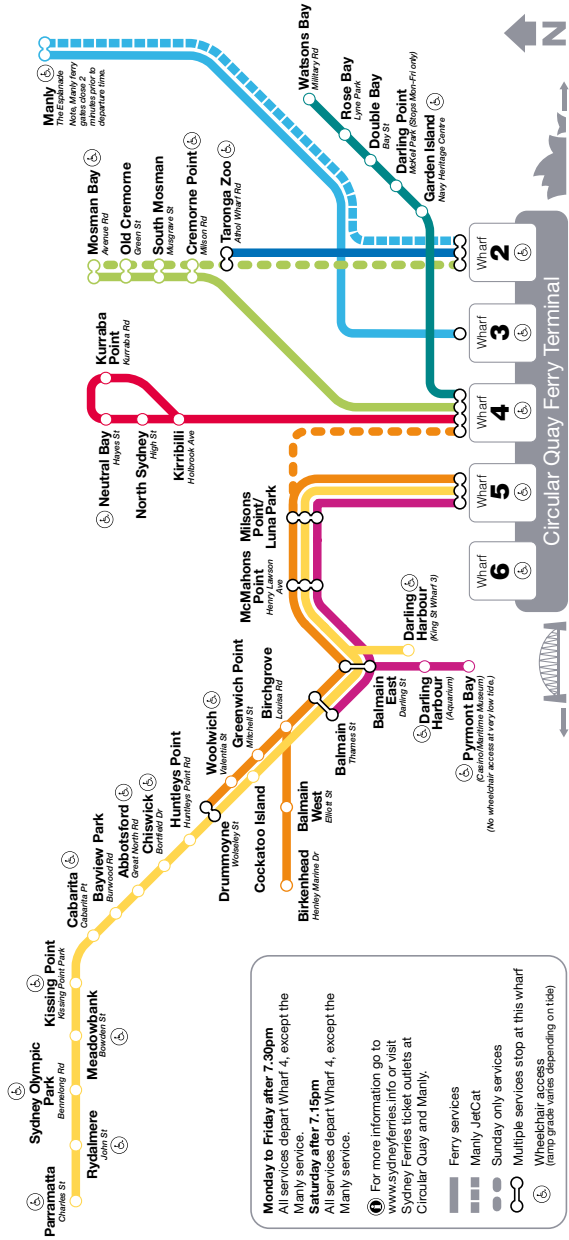 Parramatta
Charles St
Rydalmere
John St
Sydney Olympic
Park
Bennelong Rd
Meadowbank
Bowden St
Kissing Point
Kissing Point Park
Cabarita
Cabarita Pt
Bayview Park
Burwood Rd
Abbotsford
Great North Rd
Chiswick
Bortfield Dr
Huntleys Point
Huntleys Point Rd
Drummoyne
Wolseley St
Woolwich
Valentia St
Greenwich Point
Mitchell St
Cockatoo Island
Birchgrove
Louisa Rd
Birkenhead
Henley Marine Dr
Balmain
West
Elliott St
Balmain
Thames St
Balmain
East
Darling St
Darling
Harbour
(King St Wharf 3)
Darling
Harbour
(Aquarium)
Pyrmont Bay
(Casino/Maritime Museum)
(No wheelchair access at very low tide.)
McMahons
Point
Henry Lawson
Ave
Milsons
Point/
Luna Park
Neutral Bay
Hayes St
Kurraba
Point
Kurraba Rd
North Sydney
High St
Kirribilli
Holbrook Ave
Mosman Bay
Avenue Rd
Old Cremorne
Green St
South Mosman
Musgrave St
Cremorne Point
Milson Rd
Taronga Zoo
Athol Wharf Rd
Manly
The Esplanade
Note, Manly ferry
gates close 2
minutes prior to
departure time.
Watsons Bay
Military Rd
Rose Bay
Lyne Park
Double Bay
Bay St
Darling Point
McKell Park (Stops Mon-Fri only)
Garden Island
Navy Heritage Centre
N
Wharf
6
Wharf
5
Wharf
4
Wharf
3
Wharf
2
Circular Quay Ferry Terminal
Monday to Friday after 7.30pm
All services depart Wharf 4, except the
Manly service.
Saturday after 7.15pm
All services depart Wharf 4, except the
Manly service.
For more information go to
www.sydneyferries.info or visit
Sydney Ferries ticket outlets at
Circular Quay and Manly.
Ferry services
Manly JetCat
Sunday only services
Multiple services stop at this wharf
Wheelchair access
(ramp grade varies depending on tide)